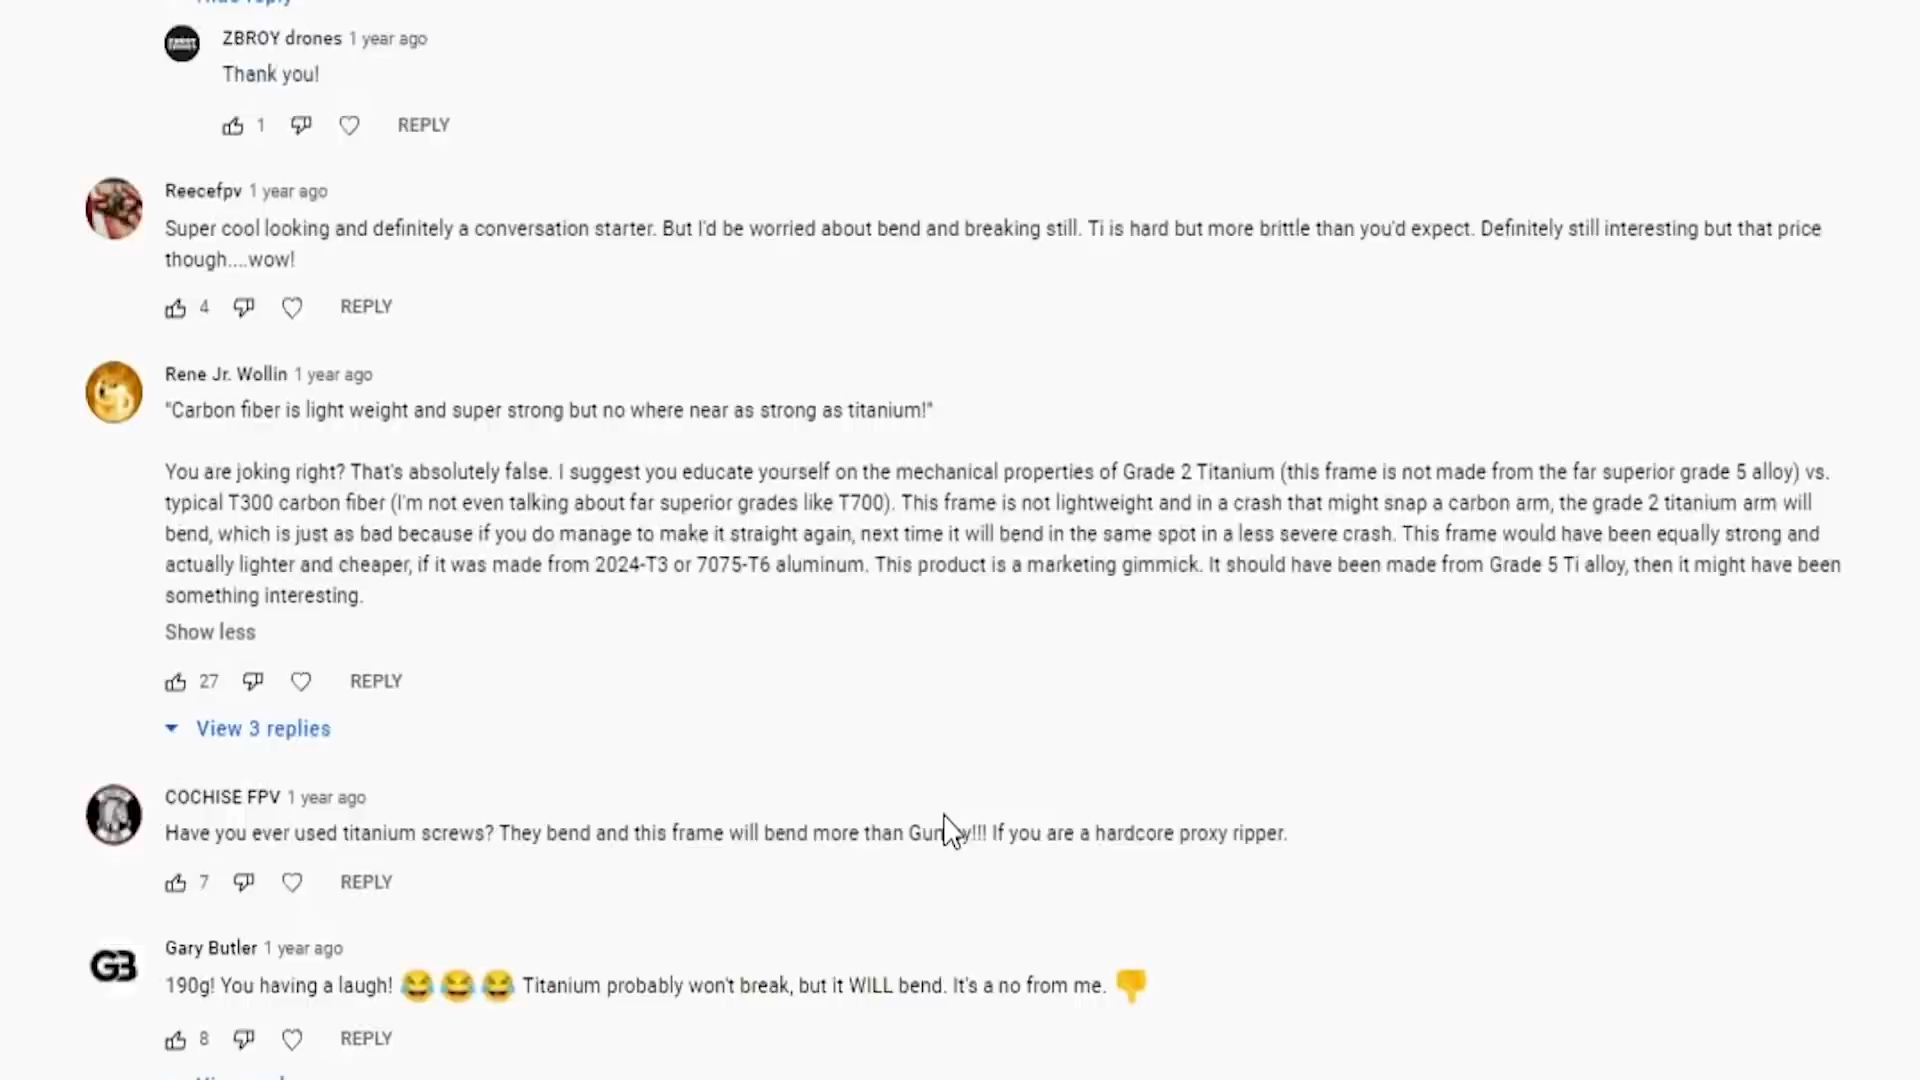 ZBROY drones 1 year ago
Thank you!
1 REPLY
Reecefpv 1 year ago
Super cool looking and definitely a conversation starter. But I'd be worried about bend and breaking still. Ti is hard but more brittle than you'd expect. Definitely still interesting but that price
though....wow!
4 REPLY
Rene Jr. Wollin 1 year ago
"Carbon fiber is light weight and super strong but no where near as strong as titanium!"
You are joking right? That's absolutely false. I suggest you educate yourself on the mechanical properties of Grade 2 Titanium (this frame is not made from the far superior grade 5 alloy) vs.
typical T300 carbon fiber (I'm not even talking about far superior grades like T700). This frame is not lightweight and in a crash that might snap a carbon arm, the grade 2 titanium arm will
bend, which is just as bad because if you do manage to make it straight again, next time it will bend in the same spot in a less severe crash. This frame would have been equally strong and
actually lighter and cheaper, if it was made from 2024-T3 or 7075-T6 aluminum. This product is a marketing gimmick. It should have been made from Grade 5 Ti alloy, then it might have been
something interesting.
Show less
27 REPLY
View 3 replies
COCHISE FPV 1 year ago
Have you ever used titanium screws? They bend and this frame will bend more than !!! If you are a hardcore proxy ripper.
7 REPLY
GB
Gary Butler 1 year ago
190g! You having a laugh! 😂😂😂 Titanium probably won't break, but it WILL bend. It's a no from me. 👎
8 REPLY